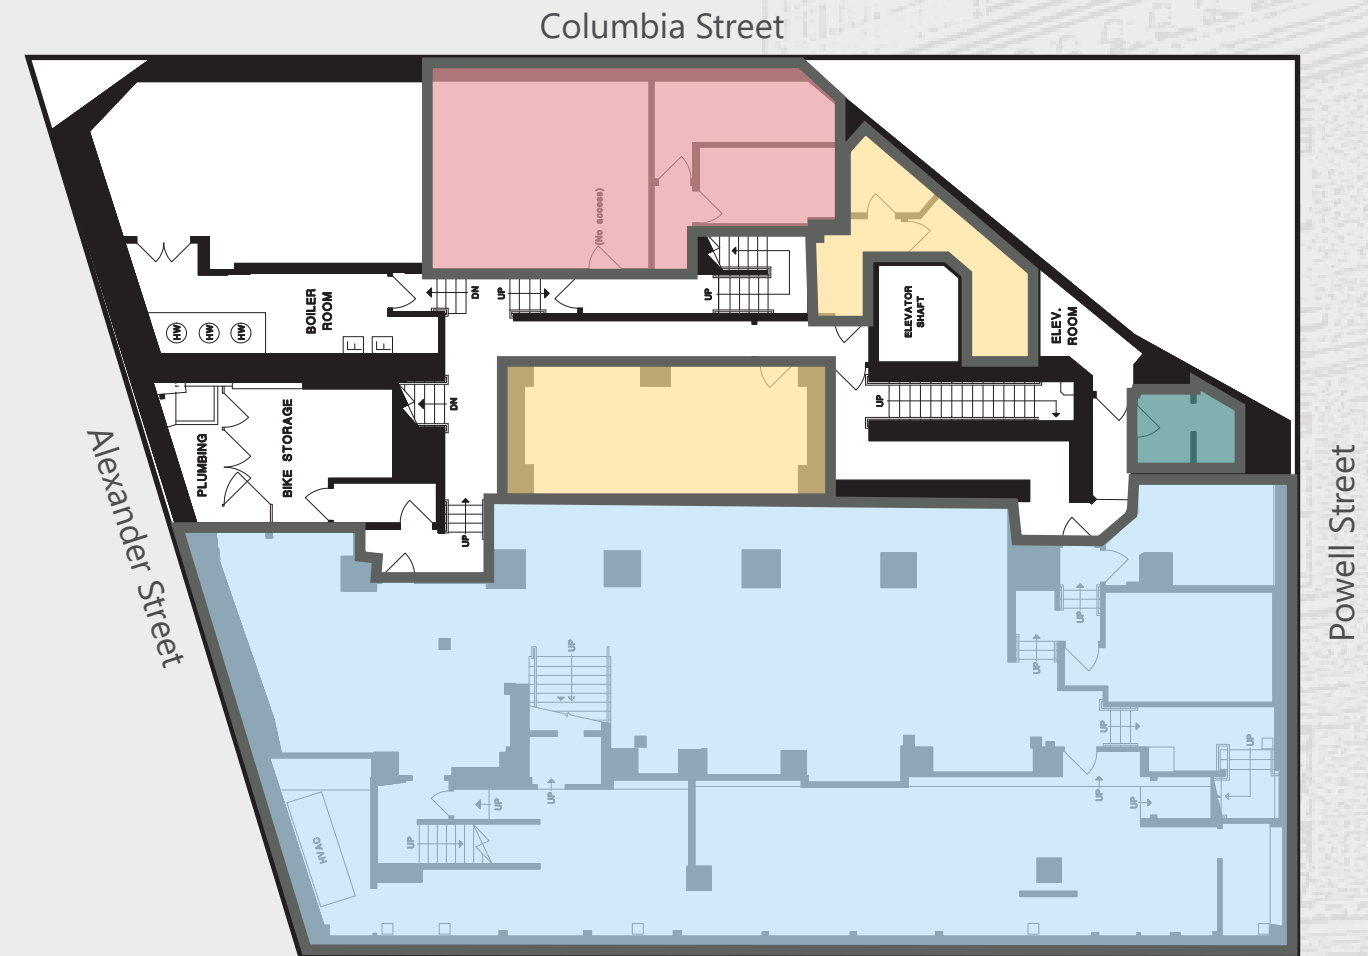 Columbia Street
(No access)
BOILER
ROOM
HW
HW
HW
F
F
DN
UP
UP
ELEVATOR
SHAFT
ELEV.
ROOM
UP
DN
PLUMBING
BIKE STORAGE
UP
Alexander Street
Powell Street
UP
UP
UP
UP
UP
UP
UP
UP
UP
UP
UP
HVAC